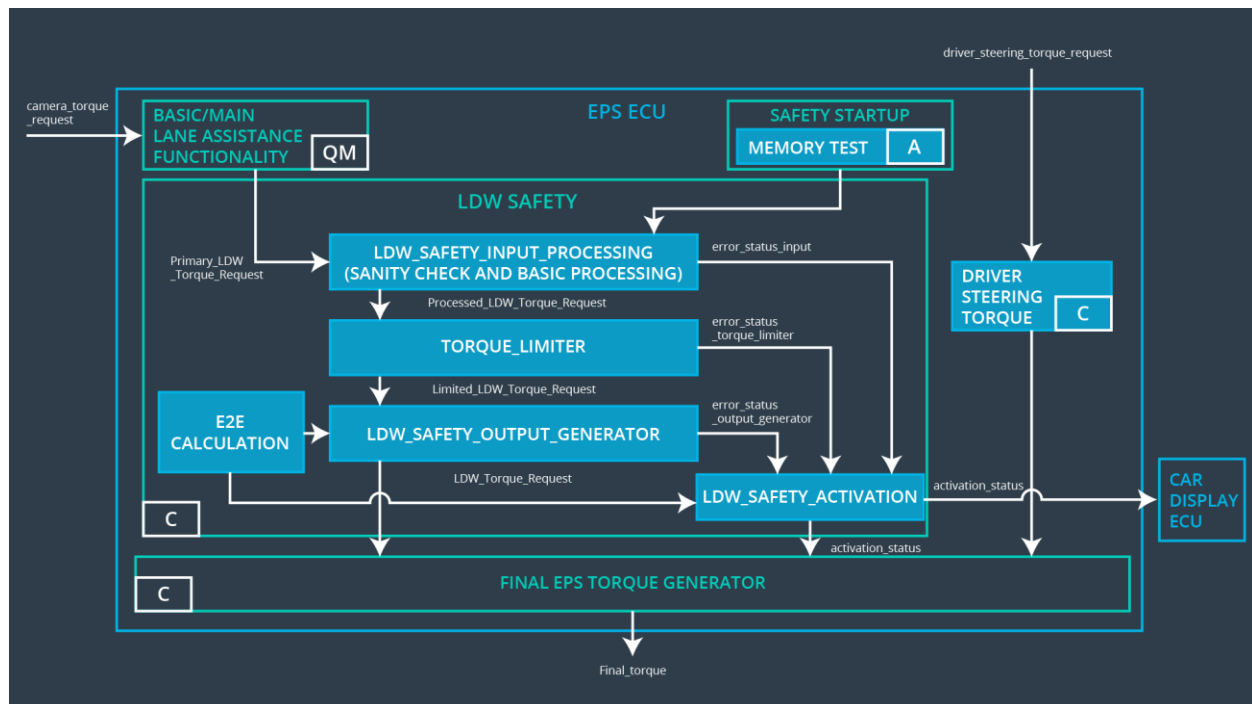 driver_steering_torque_request
camera_torque
_request
BASIC/MAIN
LANE ASSISTANCE
FUNCTIONALITY
QM
EPS ECU
SAFETY STARTUP
MEMORY TEST
A
LDW SAFETY
Primary_LDW
_Torque_Request
LDW_SAFETY_INPUT_PROCESSING
(SANITY CHECK AND BASIC PROCESSING)
error_status_input
DRIVER
STEERING
TORQUE
C
Processed_LDW_Torque_Request
TORQUE_LIMITER
error_status
_torque_limiter
Limited_LDW_Torque_Request
E2E
CALCULATION
LDW_SAFETY_OUTPUT_GENERATOR
error_status
_output_generator
LDW_Torque_Request
LDW_SAFETY_ACTIVATION
activation_status
CAR
DISPLAY
ECU
C
activation_status
FINAL EPS TORQUE GENERATOR
C
Final_torque